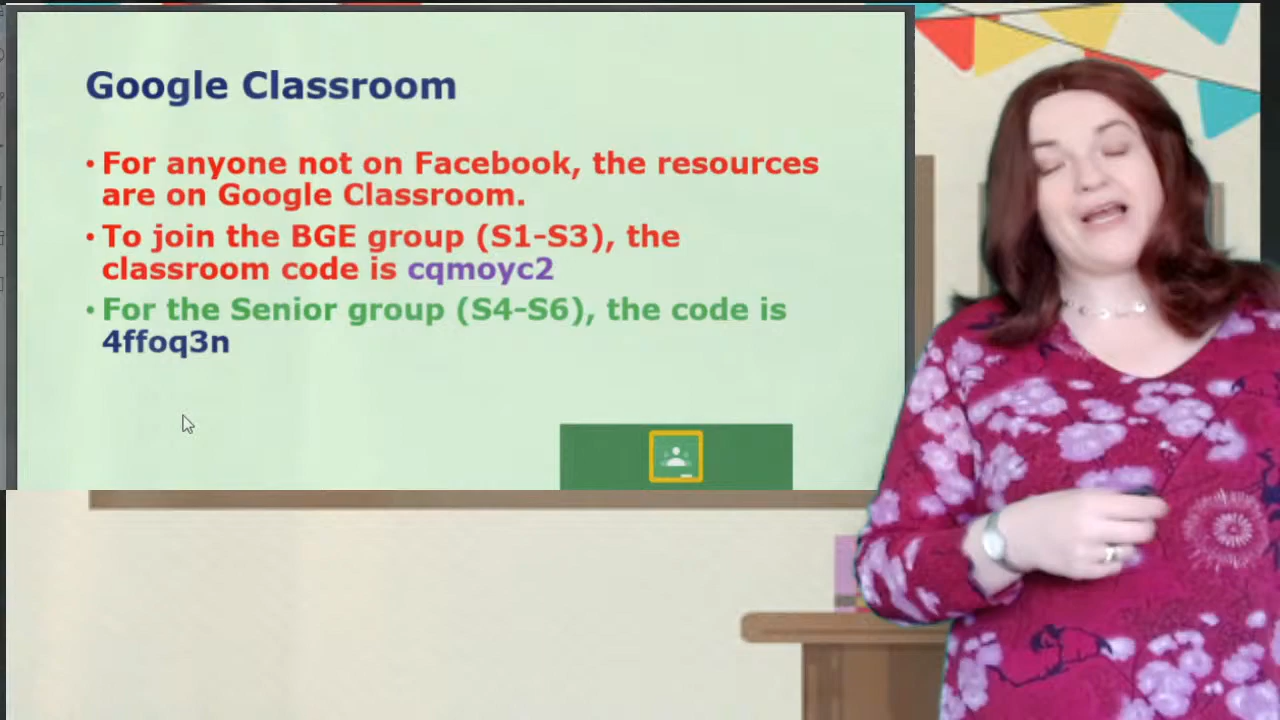 Google Classroom
• For anyone not on Facebook, the resources
are on Google Classroom.
• To join the BGE group (S1-S3), the
classroom code is cqmoyc2
• For the Senior group (S4-S6), the code is
4ffoq3n